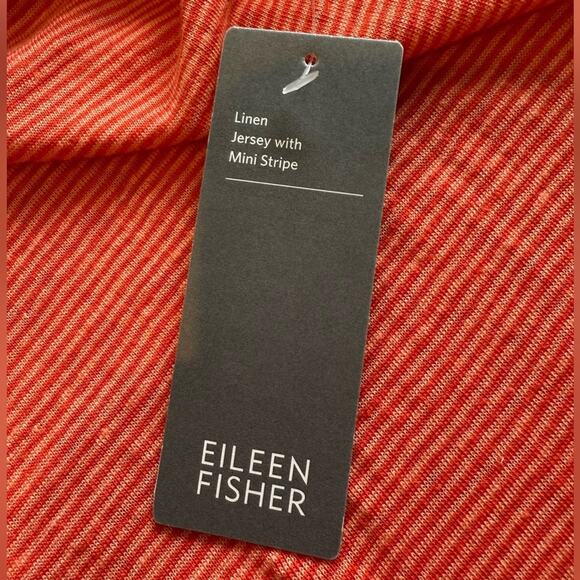 Linen
Jersey with
Mini Stripe
EILEEN
FISHER